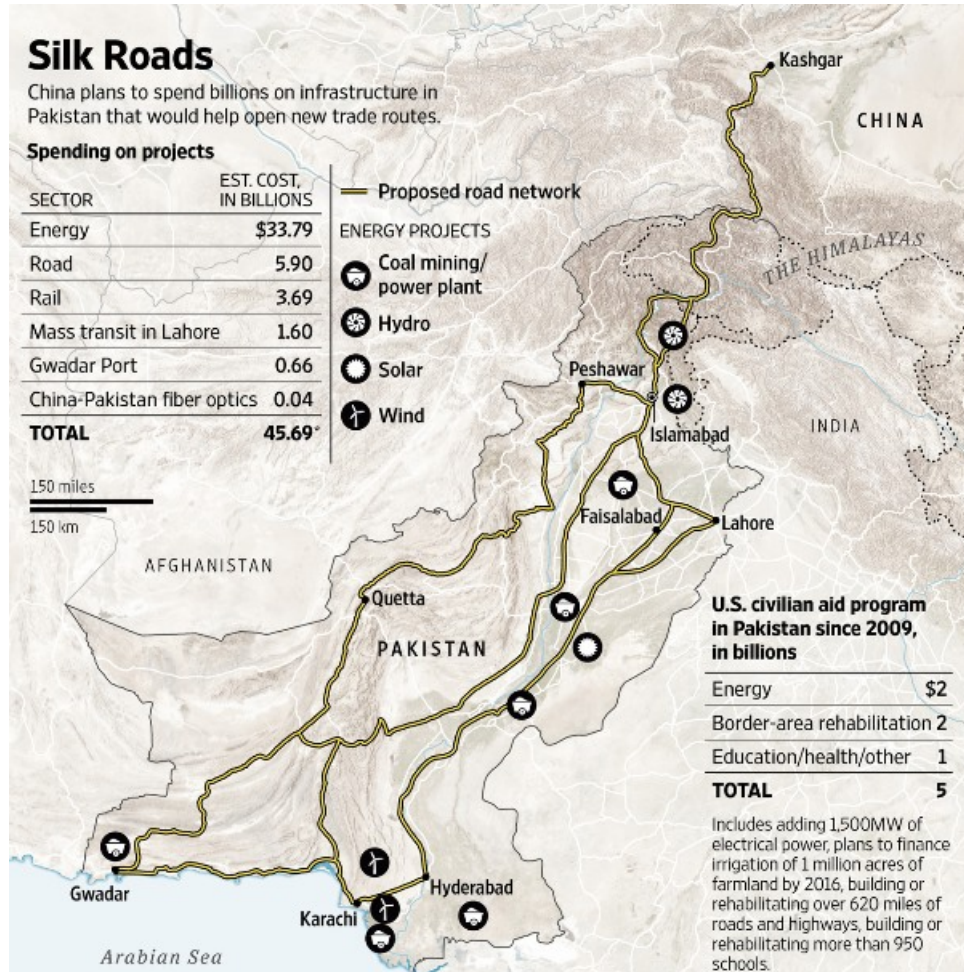 Silk Roads
China plans to spend billions on infrastructure in
Pakistan that would help open new trade routes.
Spending on projects
SECTOR EST. COST, IN BILLIONS
Energy $33.79
Road 5.90
Rail 3.69
Mass transit in Lahore 1.60
Gwadar Port 0.66
China-Pakistan fiber optics 0.04
TOTAL 45.69*
150 miles
150 km
Proposed road network
ENERGY PROJECTS
Coal mining/
power plant
Hydro
Solar
Wind
Kashgar
CHINA
THE HIMALAYAS
Peshawar
Islamabad
INDIA
Faisalabad
Lahore
AFGHANISTAN
Quetta
PAKISTAN
Gwadar
Karachi
Hyderabad
Arabian Sea
U.S. civilian aid program
in Pakistan since 2009,
in billions
Energy $2
Border-area rehabilitation 2
Education/health/other 1
TOTAL 5
Includes adding 1,500MW of
electrical power, plans to finance
irrigation of 1 million acres of
farmland by 2016, building or
rehabilitating over 620 miles of
roads and highways, building or
rehabilitating more than 950
schools.